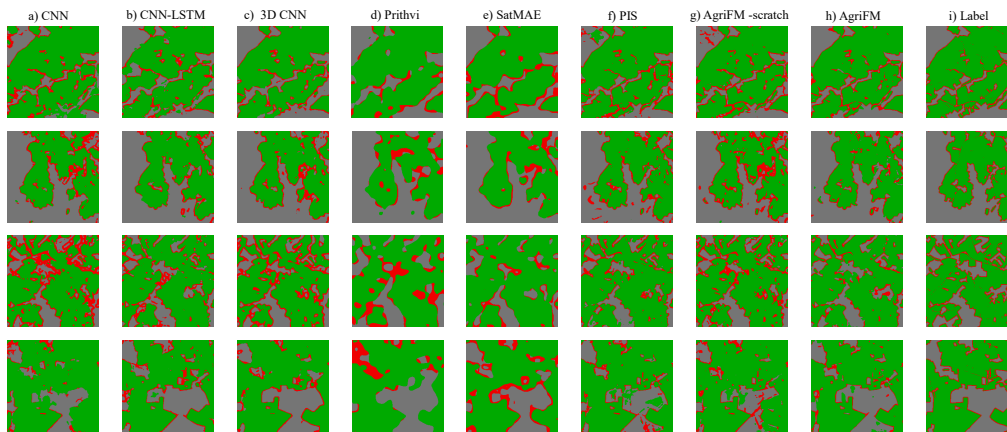 a) CNN
b) CNN-LSTM
c) 3D CNN
d) Prithvi
e) SatMAE
f) PIS
g) AgriFM -scratch
h) AgriFM
i) Label